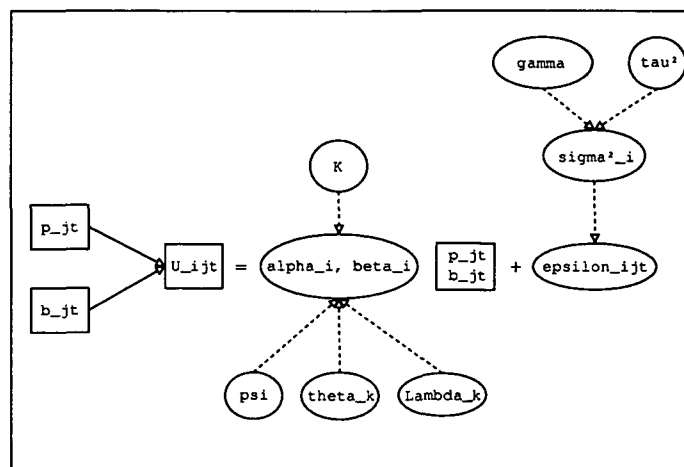 gamma
tau²
sigma²_i
K
p_jt
b_jt
U_ijt
=
alpha_i, beta_i
p_jt
b_jt
+
epsilon_ijt
psi
theta_k
Lambda_k